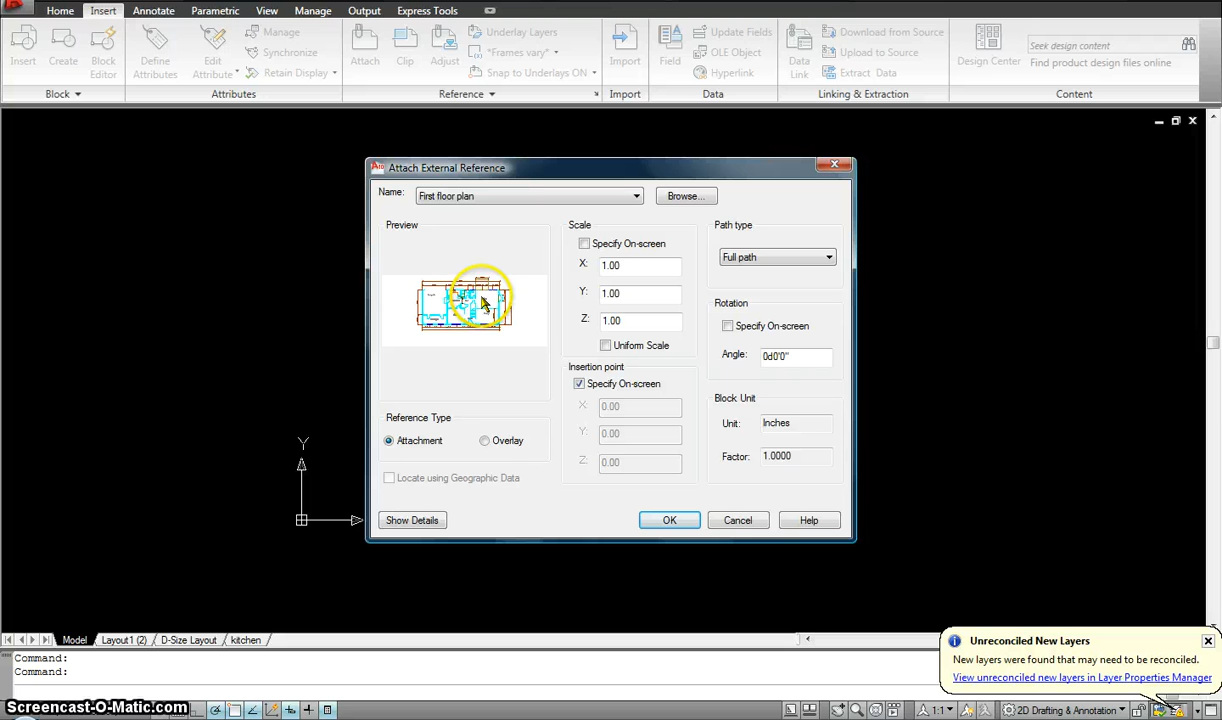 Home Insert Annotate Parametric View Manage Output Express Tools
Insert Create Block Editor Define Attributes Edit Attribute Manage Synchronize Retain Display
Attach Clip Adjust Underlay Layers *Frames vary* Snap to Underlays ON
Import Field Update Fields OLE Object Hyperlink
Data Link Download from Source Upload to Source Extract Data
Design Center Seek design content Find product design files online
Block Attributes Reference Import Data Linking & Extraction Content
Attach External Reference
Name: First floor plan Browse...
Preview
Scale
Specify On-screen
X: 1.00
Y: 1.00
Z: 1.00
Uniform Scale
Path type
Full path
Rotation
Specify On-screen
Angle: 0d0'0"
Insertion point
Specify On-screen
X: 0.00
Y: 0.00
Z: 0.00
Block Unit
Unit: Inches
Factor: 1.0000
Reference Type
Attachment Overlay
Locate using Geographic Data
Show Details OK Cancel Help
Y
Model Layout1 (2) D-Size Layout kitchen
Command:
Command:
Unreconciled New Layers
New layers were found that may need to be reconciled.
View unreconciled new layers in Layer Properties Manager
Screencast-O-Matic.com
1:1 2D Drafting & Annotation